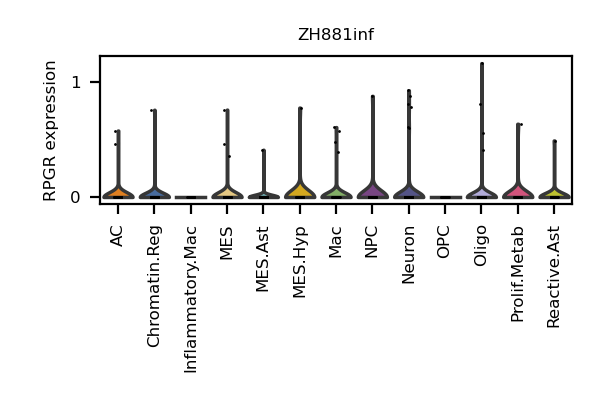 ZH881inf
RPGR expression
1
0
AC
Chromatin.Reg
Inflammatory.Mac
MES
MES.Ast
MES.Hyp
Mac
NPC
Neuron
OPC
Oligo
Prolif.Metab
Reactive.Ast